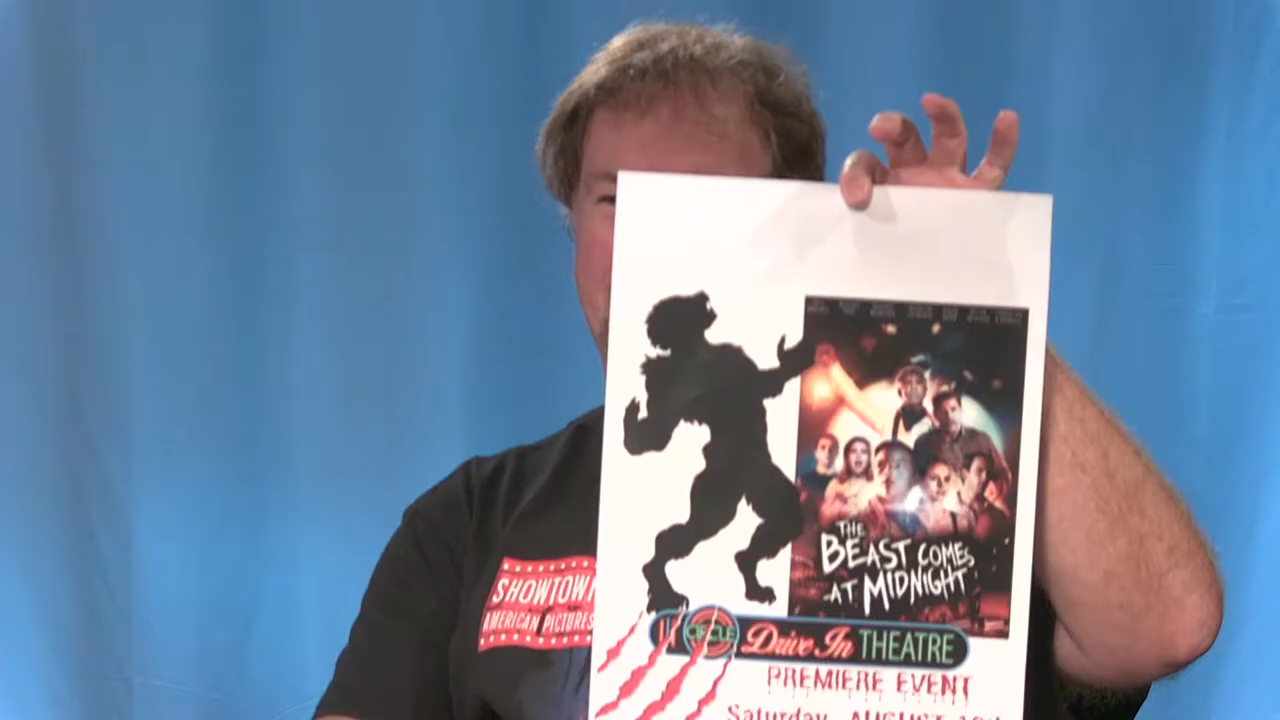 SHOWTOWN
AMERICAN PICTURES
THE
BEAST COMES
AT MIDNIGHT
CIRCLE Drive In THEATRE
PREMIERE EVENT
Saturday, AUGUST